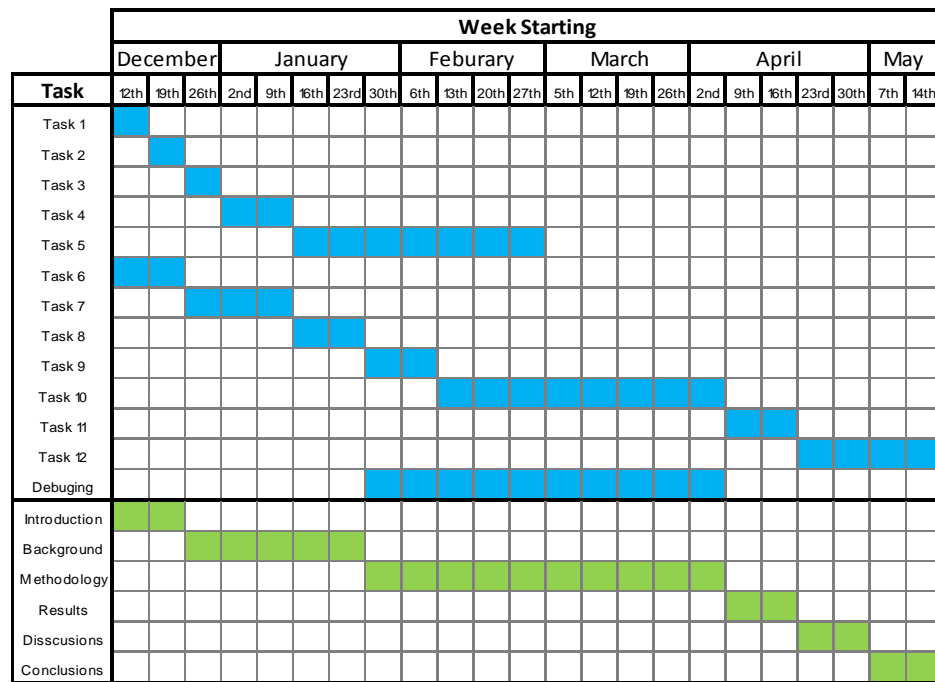 Week Starting
December January Feburary March April May
Task 12th 19th 26th 2nd 9th 16th 23rd 30th 6th 13th 20th 27th 5th 12th 19th 26th 2nd 9th 16th 23rd 30th 7th 14th
Task 1
Task 2
Task 3
Task 4
Task 5
Task 6
Task 7
Task 8
Task 9
Task 10
Task 11
Task 12
Debuging
Introduction
Background
Methodology
Results
Disscusions
Conclusions